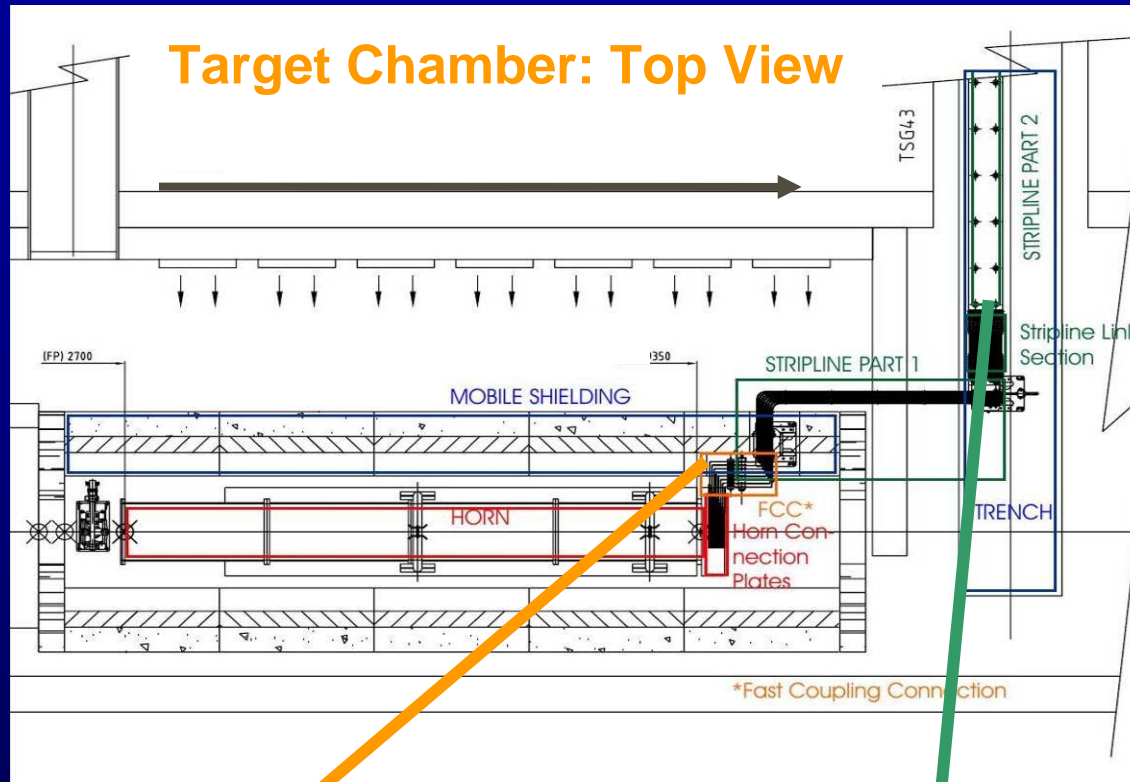 Target Chamber: Top View
TSG43
STRIPLINE PART 2
Stripline Link
Section
(FP) 2700
350
STRIPLINE PART 1
MOBILE SHIELDING
HORN
FCC*
Horn Con-
nection
Plates
TRENCH
*Fast Coupling Connection